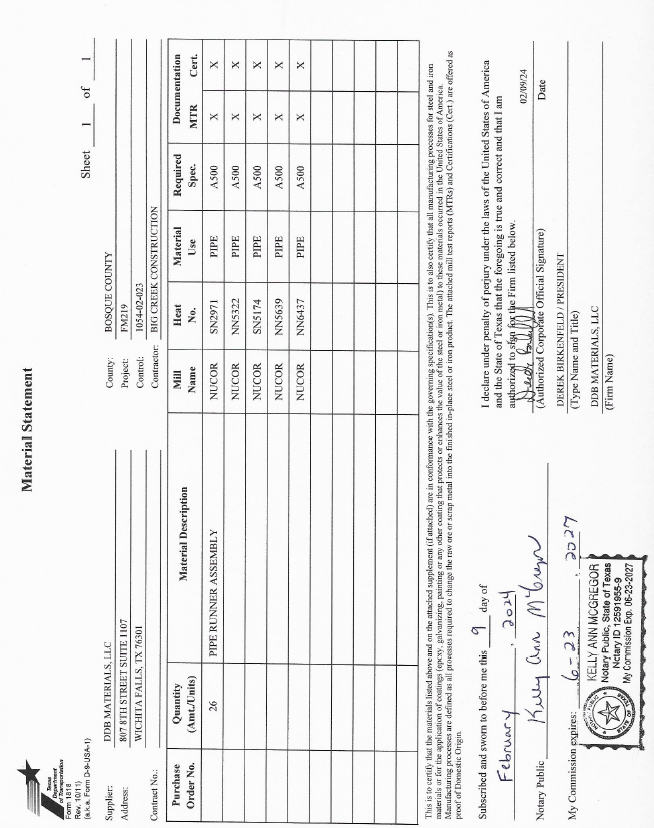 Texas
Department
of Transportation
Form 1818
Rev. 10/11)
(a.k.a. Form D-9-USA-1)
Material Statement
Sheet 1 of 1
Supplier: DDB MATERIALS, LLC
Address: 807 8TH STREET SUITE 1107
WICHITA FALLS, TX 76301
Contract No.:
County: BOSQUE COUNTY
Project: FM219
Control: 1054-02-023
Contractor: BIG CREEK CONSTRUCTION
Purchase Order No. Quantity (Amt./Units) Material Description Mill Name Heat No. Material Use Required Spec. Documentation MTR Cert.
26 PIPE RUNNER ASSEMBLY NUCOR SN2971 PIPE A500 X X
NUCOR NN5322 PIPE A500 X X
NUCOR SN5174 PIPE A500 X X
NUCOR NN5639 PIPE A500 X X
NUCOR NN6437 PIPE A500 X X
This is to certify that the materials listed above and on the attached supplement (if attached) are in conformance with the governing specification(s). This is to also certify that all manufacturing processes for steel and iron
materials or for the application of coatings (epoxy, galvanizing, painting or any other coating that protects or enhances the value of the steel or iron metal) to these materials occurred in the United States of America.
Manufacturing processes are defined as all processes required to change the raw ore or scrap metal into the finished in-place steel or iron product. The attached mill test reports (MTRs) and Certifications (Cert.) are offered as
proof of Domestic Origin.
Subscribed and sworn to before me this 9 day of
February , 2024
Notary Public Kelly Ann McGregor
My Commission expires: 6-23 , 2027
KELLY ANN MCGREGOR
Notary Public, State of Texas
Notary ID 12591955-9
My Commission Exp. 06-23-2027
I declare under penalty of perjury under the laws of the United States of America
and the State of Texas that the foregoing is true and correct and that I am
authorized to sign for the Firm listed below.
Derek Birkenfeld 02/09/24
(Authorized Corporate Official Signature) Date
DEREK BIRKENFELD / PRESIDENT
(Type Name and Title)
DDB MATERIALS, LLC
(Firm Name)